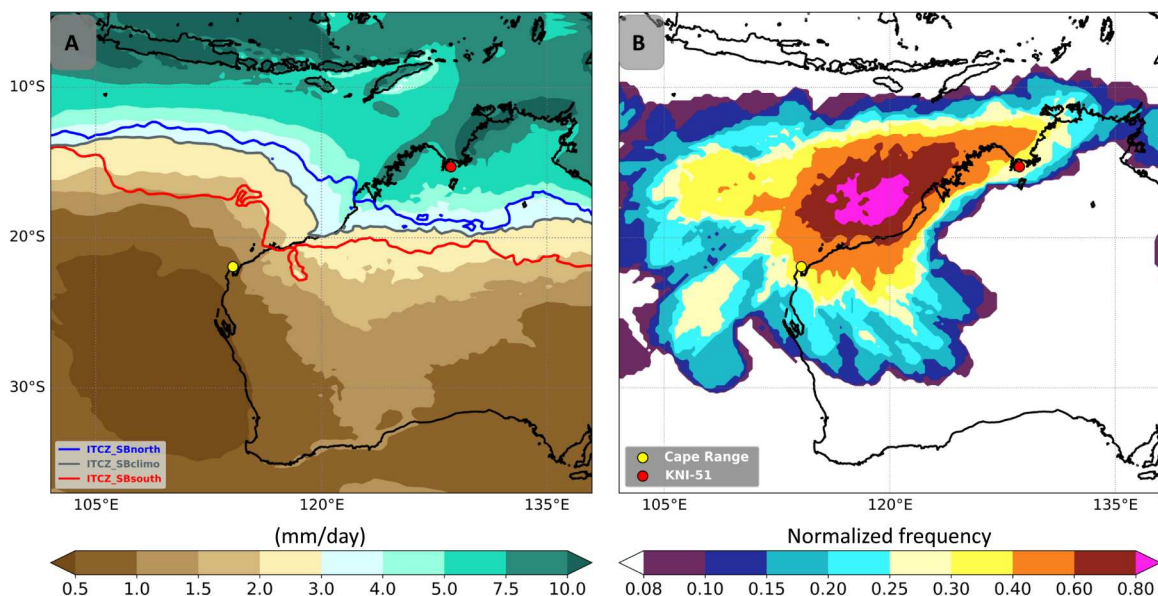 A
B
10°S
20°S
30°S
ITCZ_SBnorth
ITCZ_SBclimo
ITCZ_SBsouth
Cape Range
KNI-51
105°E 120°E 135°E
105°E 120°E 135°E
(mm/day)
Normalized frequency
0.5 1.0 1.5 2.0 3.0 4.0 5.0 7.5 10.0
0.08 0.10 0.15 0.20 0.25 0.30 0.40 0.60 0.80